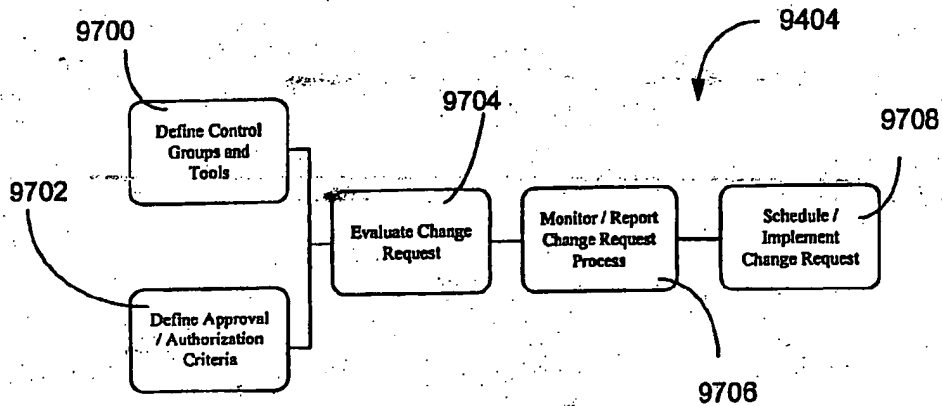 9700
9404
9704
9708
Define Control
Groups and
Tools
9702
Evaluate Change
Request
Monitor / Report
Change Request
Process
Schedule /
Implement
Change Request
Define Approval
/ Authorization
Criteria
9706